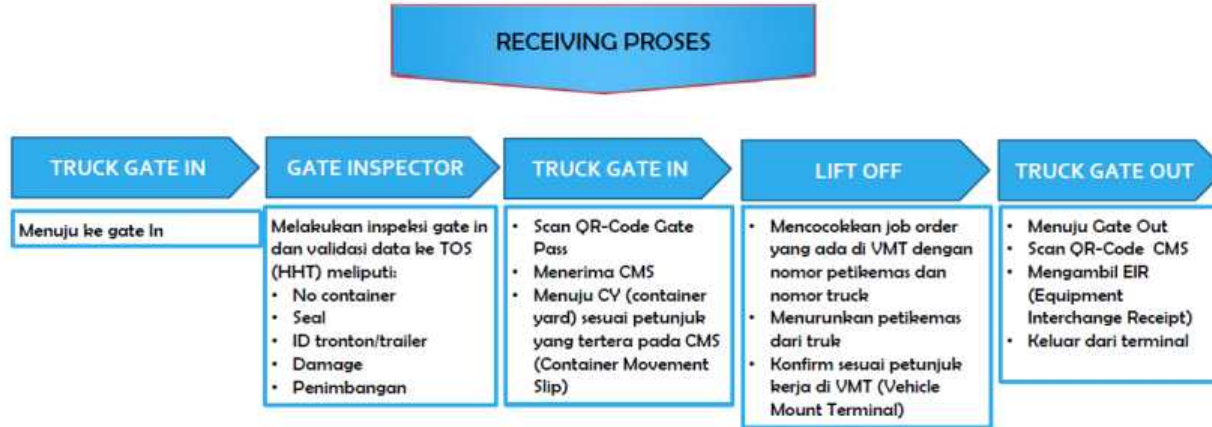 RECEIVING PROSES
TRUCK GATE IN
Menuju ke gate In
GATE INSPECTOR
Melakukan inspeksi gate in
dan validasi data ke TOS
(HHT) meliputi:
• No container
• Seal
• ID tronton/trailer
• Damage
• Penimbangan
TRUCK GATE IN
• Scan QR-Code Gate
Pass
• Menerima CMS
• Menuju CY (container
yard) sesuai petunjuk
yang tertera pada CMS
(Container Movement
Slip)
LIFT OFF
• Mencocokkan job order
yang ada di VMT dengan
nomor petikemas dan
nomor truck
• Menurunkan petikemas
dari truk
• Konfirm sesuai petunjuk
kerja di VMT (Vehicle
Mount Terminal)
TRUCK GATE OUT
• Menuju Gate Out
• Scan QR-Code CMS
• Mengambil EIR
(Equipment
Interchange Receipt)
• Keluar dari terminal